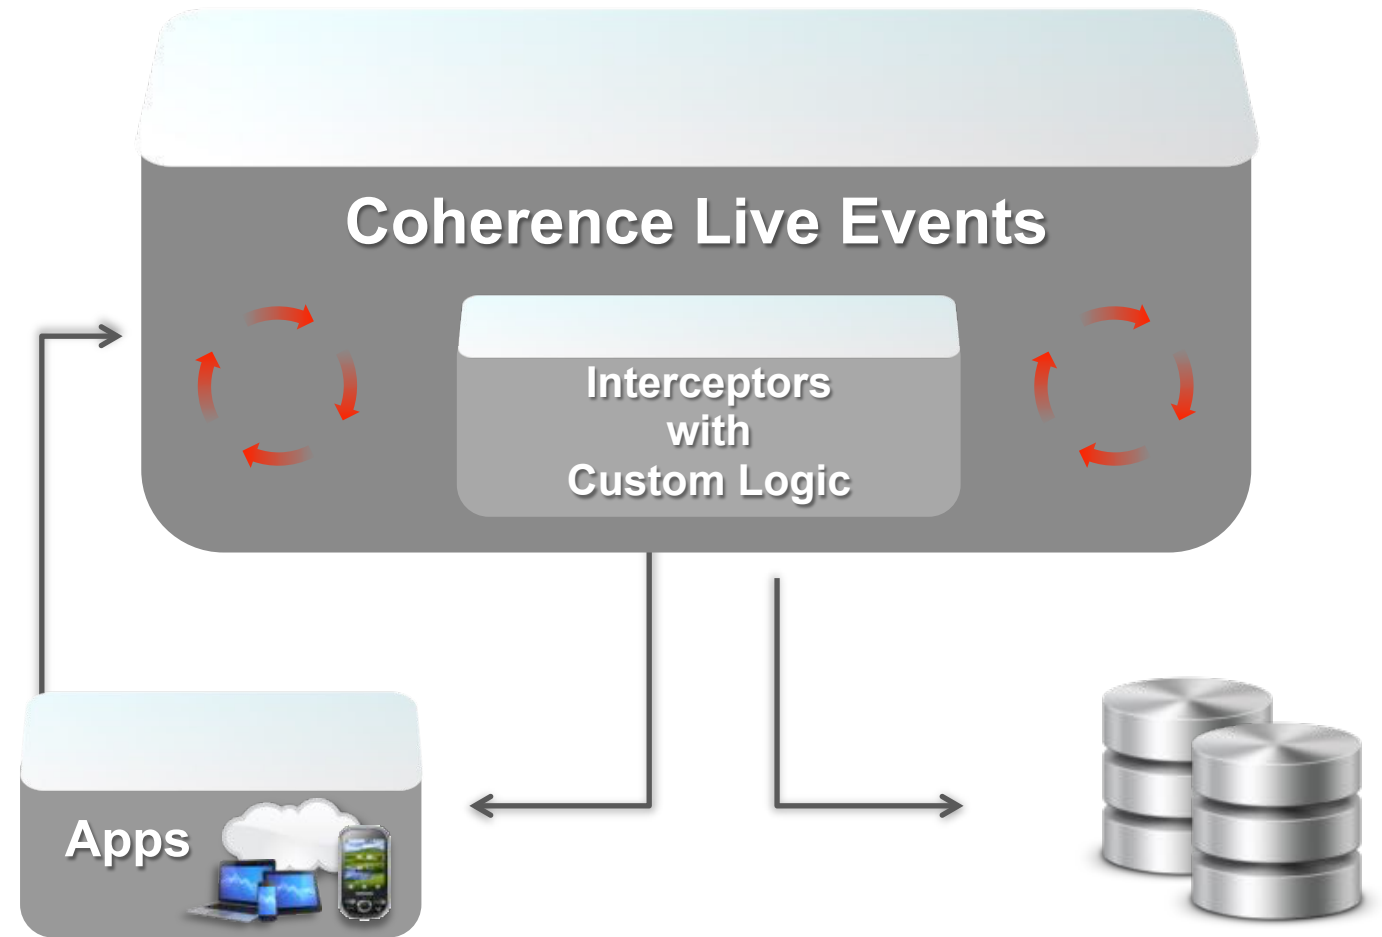 Coherence Live Events
Interceptors
with
Custom Logic
Apps